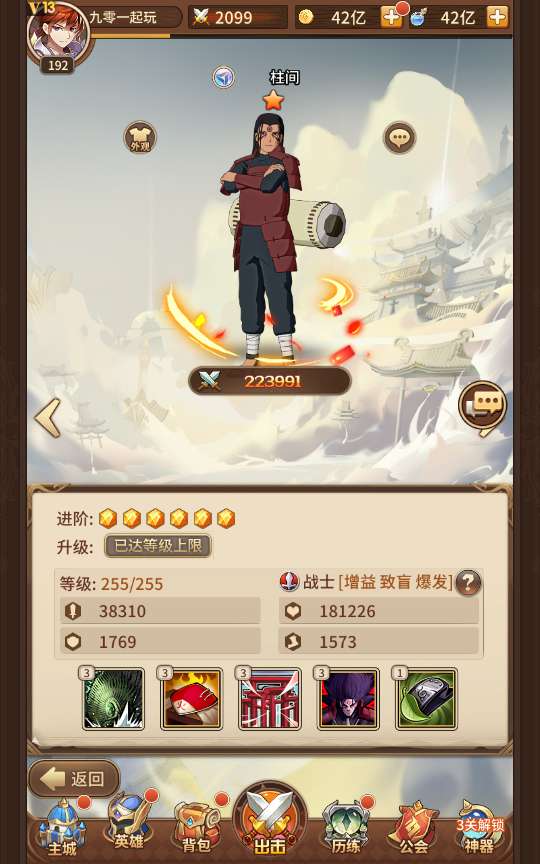 V13
九零一起玩
2099
42亿
42亿
192
柱间
外观
223991
进阶:
升级: 已达等级上限
等级: 255/255
战士 [增益 致盲 爆发]
?
38310
181226
1769
1573
3
3
3
3
1
返回
主城
英雄
背包
出击
历练
公会
3关解锁
神器